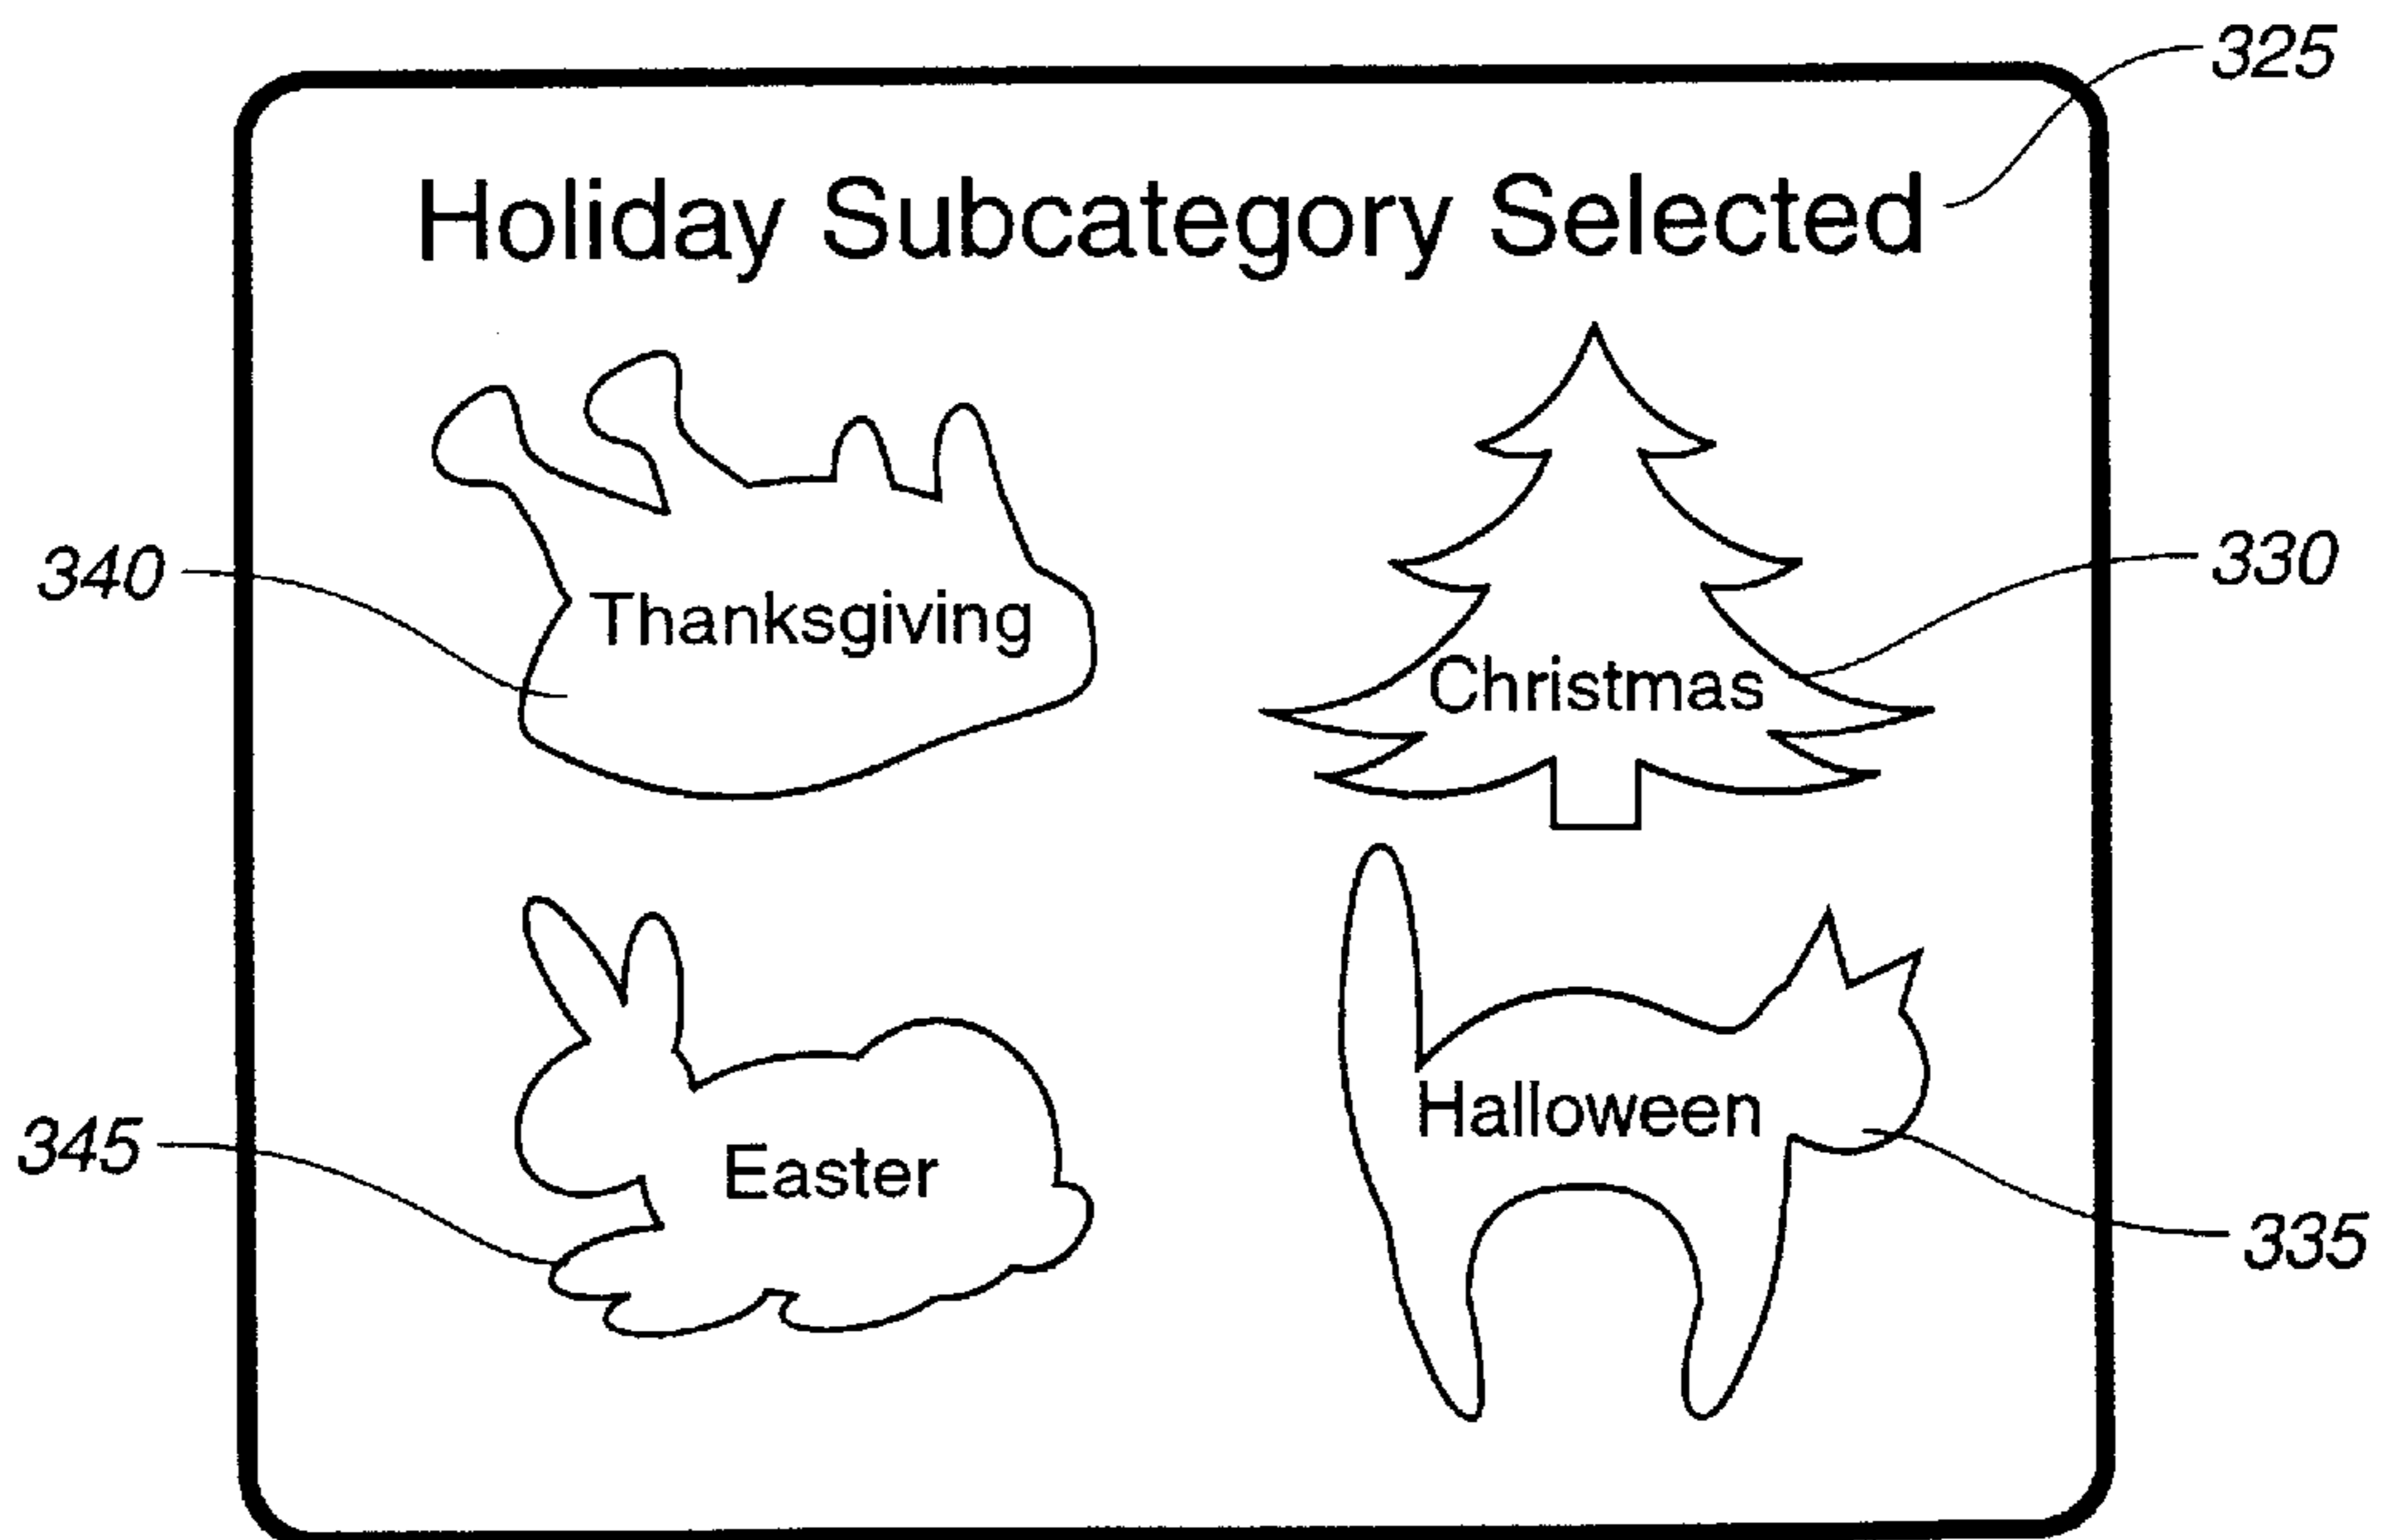 325
Holiday Subcategory Selected
340
Thanksgiving
330
Christmas
345
Easter
Halloween
335